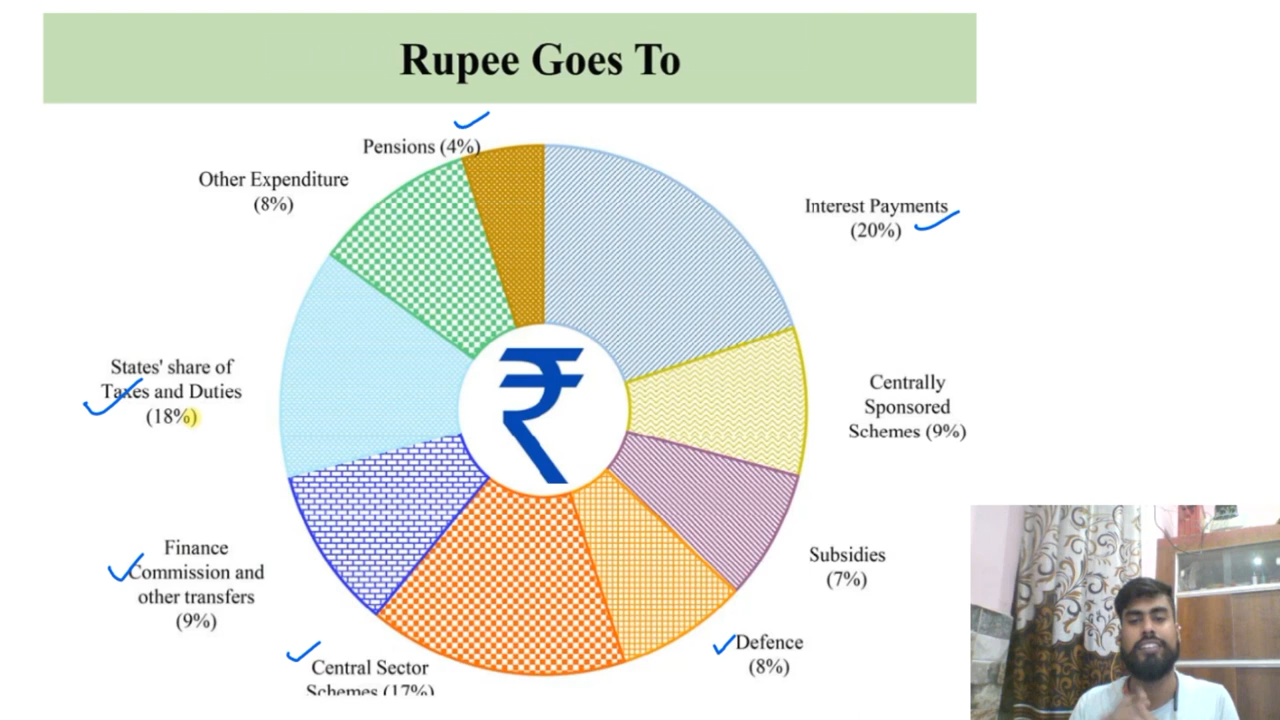 Rupee Goes To
Pensions (4%)
Other Expenditure
(8%)
Interest Payments
(20%)
States' share of
Taxes and Duties
(18%)
Centrally
Sponsored
Schemes (9%)
Finance
Commission and
other transfers
(9%)
Subsidies
(7%)
Central Sector
Schemes (17%)
Defence
(8%)
₹